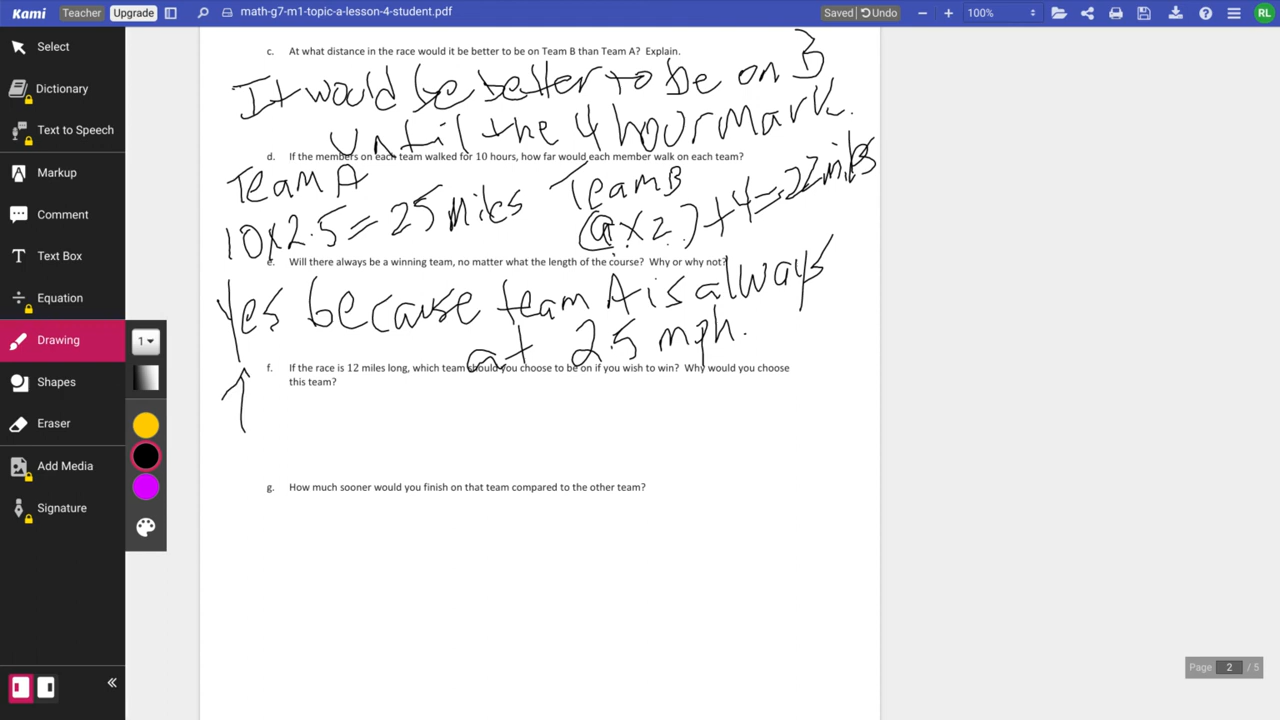 Kami Teacher Upgrade math-g7-m1-topic-a-lesson-4-student.pdf Saved Undo 100% RL
Select
Dictionary
Text to Speech
Markup
Comment
Text Box
Equation
Drawing
1
Shapes
Eraser
Add Media
Signature
c. At what distance in the race would it be better to be on Team B than Team A? Explain.
It would be better to be on B
until the 4 hour mark.
d. If the members on each team walked for 10 hours, how far would each member walk on each team?
Team A Team B
10x2.5=25 miles (9x2)+4=22 miles
e. Will there always be a winning team, no matter what the length of the course? Why or why not?
Yes because team A is always
at 2.5 mph.
f. If the race is 12 miles long, which team should you choose to be on if you wish to win? Why would you choose
this team?
g. How much sooner would you finish on that team compared to the other team?
Page 2 / 5